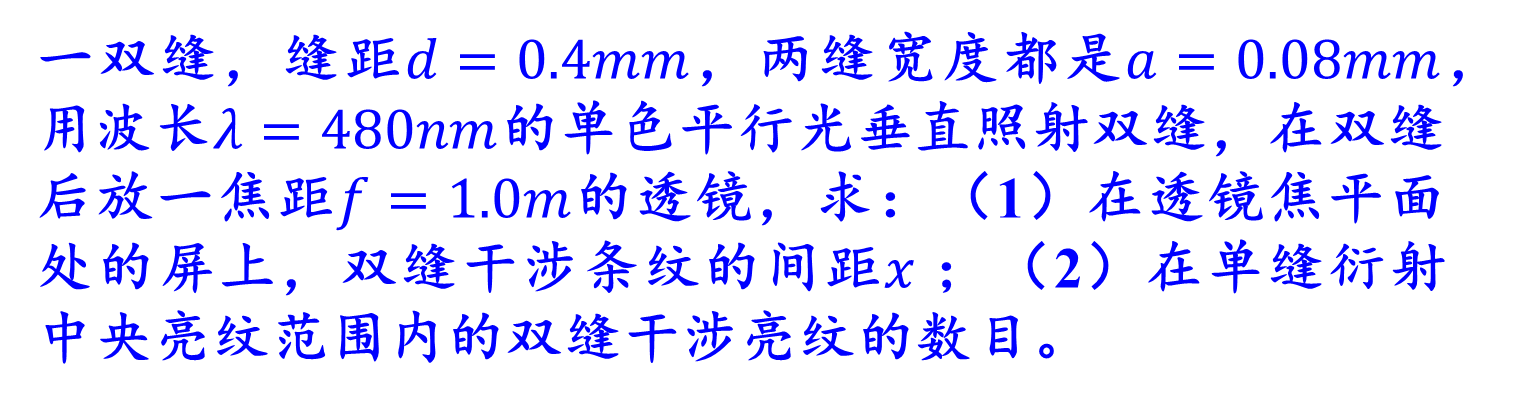 一双缝，缝距d = 0.4mm，两缝宽度都是a = 0.08mm，
用波长λ = 480nm的单色平行光垂直照射双缝，在双缝
后放一焦距f = 1.0m的透镜，求：（1）在透镜焦平面
处的屏上，双缝干涉条纹的间距x；（2）在单缝衍射
中央亮纹范围内的双缝干涉亮纹的数目。